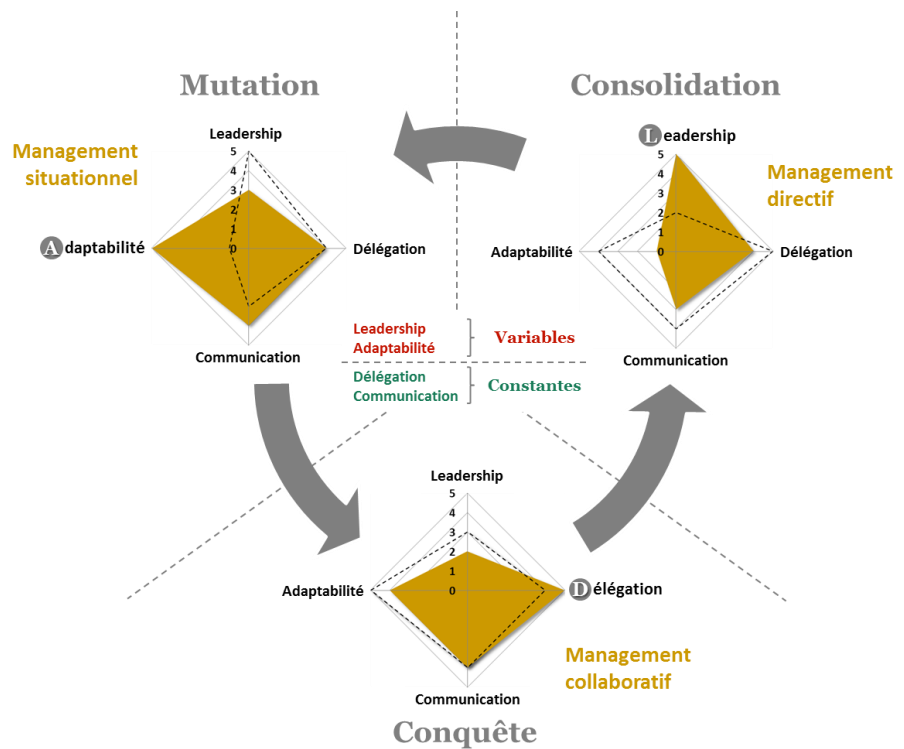 Mutation
Leadership
Management
situationnel
5
4
3
2
1
0
Adaptabilité
Délégation
Communication
Consolidation
Leadership
Management
directif
5
4
3
2
1
0
Adaptabilité
Délégation
Communication
Leadership
Adaptabilité
Variables
Délégation
Communication
Constantes
Leadership
5
4
3
2
1
0
Adaptabilité
Délégation
Management
collaboratif
Communication
Conquête